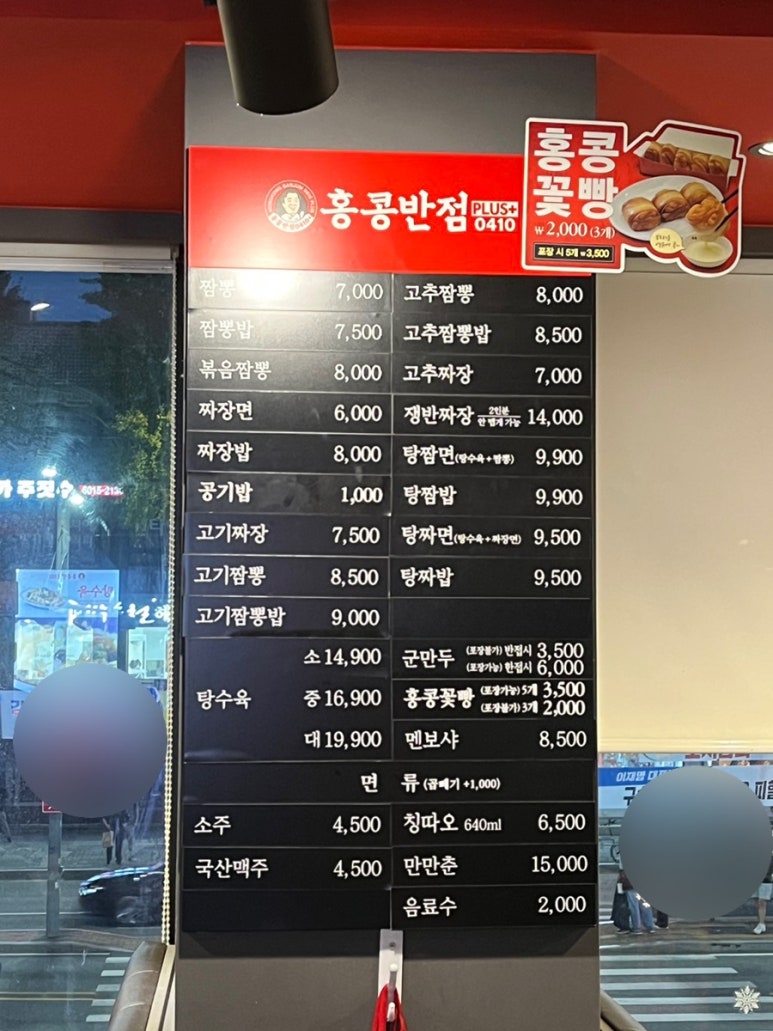 홍콩반점 PLUS+ 0410
홍콩
꽃빵
₩2,000 (3개)
포장 시 5개 ₩3,500
짬뽕 7,000
짬뽕밥 7,500
볶음짬뽕 8,000
짜장면 6,000
짜장밥 8,000
공기밥 1,000
고기짜장 7,500
고기짬뽕 8,500
고기짬뽕밥 9,000
탕수육
소 14,900
중 16,900
대 19,900
고추짬뽕 8,000
고추짬뽕밥 8,500
고추짜장 7,000
쟁반짜장 2인분 안 맵게 가능 14,000
탕짬면(탕수육+짬뽕) 9,900
탕짬밥 9,900
탕짜면(탕수육+짜장면) 9,500
탕짜밥 9,500
군만두 (포장불가) 반접시 3,500
(포장가능) 한접시 6,000
홍콩꽃빵 (포장가능) 5개 3,500
(포장불가) 3개 2,000
멘보샤 8,500
면 류 (곱빼기 +1,000)
소주 4,500
국산맥주 4,500
칭따오 640ml 6,500
만만춘 15,000
음료수 2,000
이재명